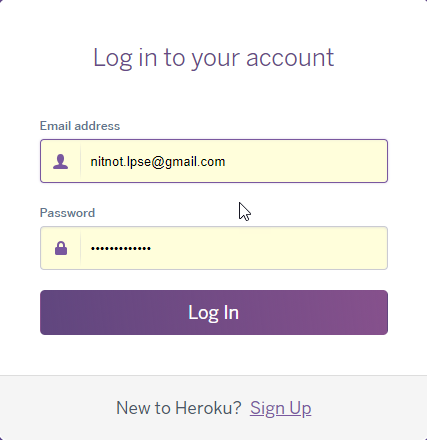 Log in to your account
Email address
nitnot.lpse@gmail.com
Password
•••••••••••••
Log In
New to Heroku? Sign Up